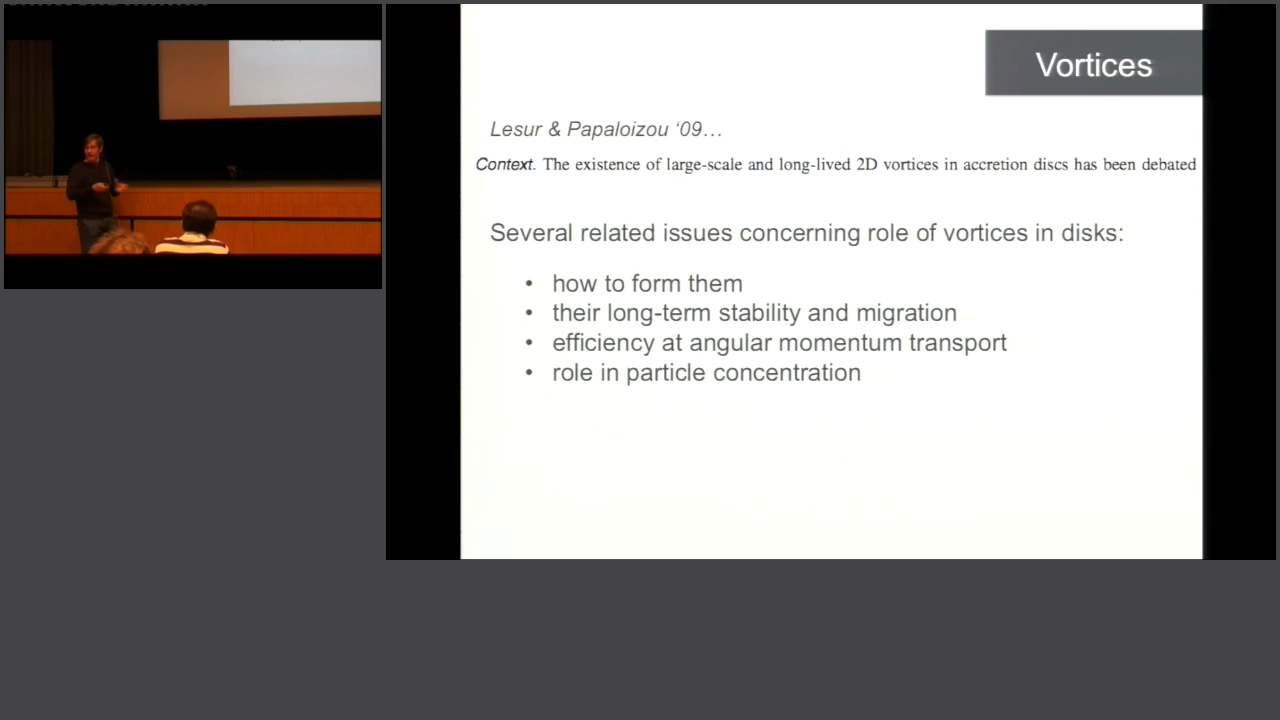 Vortices
Lesur & Papaloizou ‘09…
Context. The existence of large-scale and long-lived 2D vortices in accretion discs has been debated
Several related issues concerning role of vortices in disks:
• how to form them
• their long-term stability and migration
• efficiency at angular momentum transport
• role in particle concentration